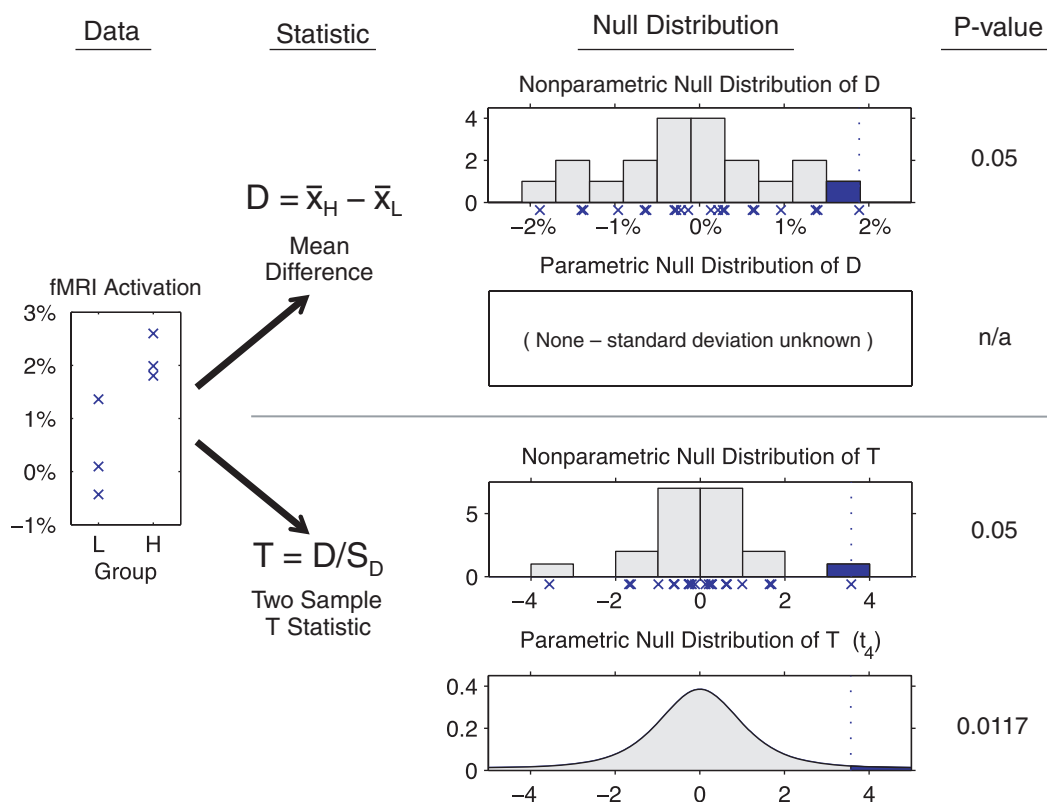 Data
Statistic
Null Distribution
P-value
Nonparametric Null Distribution of D
4
2
0
−2%
−1%
0%
1%
2%
0.05
D = x̄H − x̄L
Mean
Difference
Parametric Null Distribution of D
( None – standard deviation unknown )
n/a
fMRI Activation
3%
2%
1%
0%
−1%
L
H
Group
Nonparametric Null Distribution of T
5
0
−4
−2
0
2
4
0.05
T = D/SD
Two Sample
T Statistic
Parametric Null Distribution of T (t4)
0.4
0.2
0
−4
−2
0
2
4
0.0117